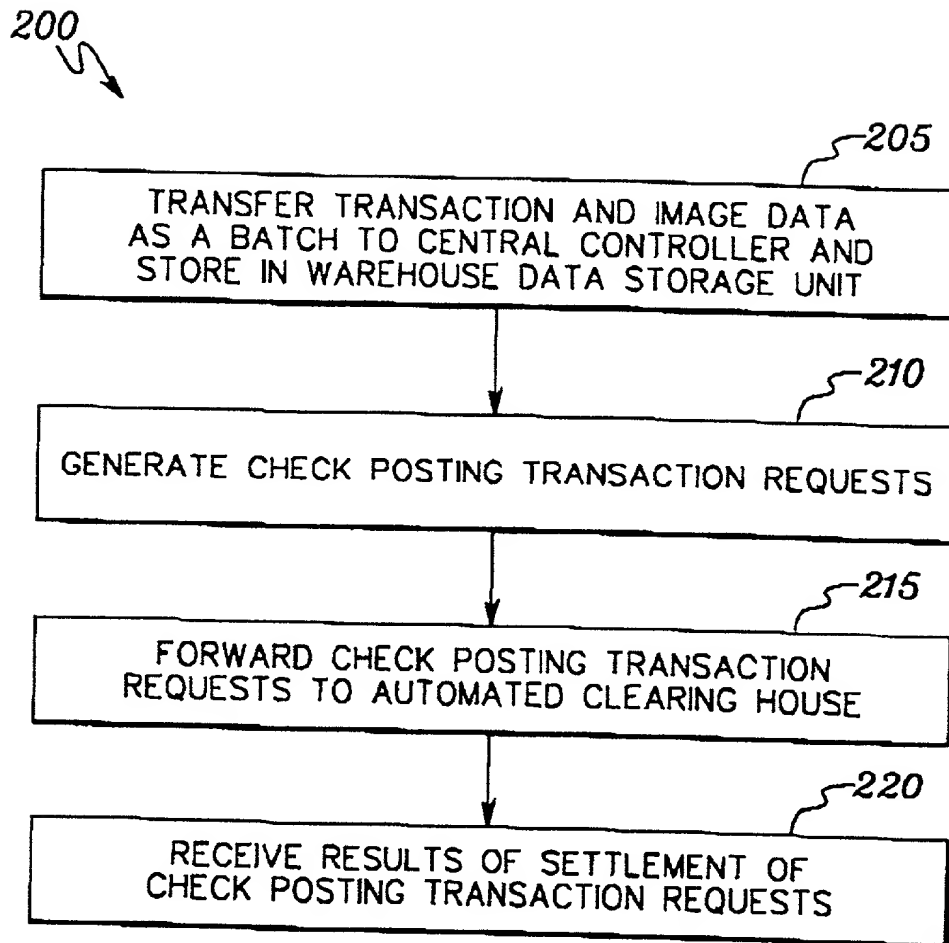 200
205
TRANSFER TRANSACTION AND IMAGE DATA
AS A BATCH TO CENTRAL CONTROLLER AND
STORE IN WAREHOUSE DATA STORAGE UNIT
210
GENERATE CHECK POSTING TRANSACTION REQUESTS
215
FORWARD CHECK POSTING TRANSACTION
REQUESTS TO AUTOMATED CLEARING HOUSE
220
RECEIVE RESULTS OF SETTLEMENT OF
CHECK POSTING TRANSACTION REQUESTS